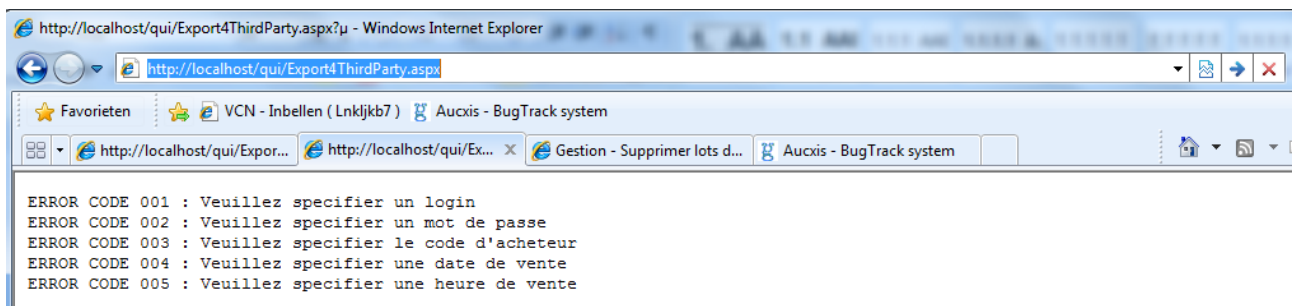 http://localhost/qui/Export4ThirdParty.aspx?µ - Windows Internet Explorer
http://localhost/qui/Export4ThirdParty.aspx
Favorieten VCN - Inbellen ( Lnkljkb7 ) Aucxis - BugTrack system
http://localhost/qui/Expor... http://localhost/qui/Ex... X Gestion - Supprimer lots d... Aucxis - BugTrack system
ERROR CODE 001 : Veuillez specifier un login
ERROR CODE 002 : Veuillez specifier un mot de passe
ERROR CODE 003 : Veuillez specifier le code d'acheteur
ERROR CODE 004 : Veuillez specifier une date de vente
ERROR CODE 005 : Veuillez specifier une heure de vente